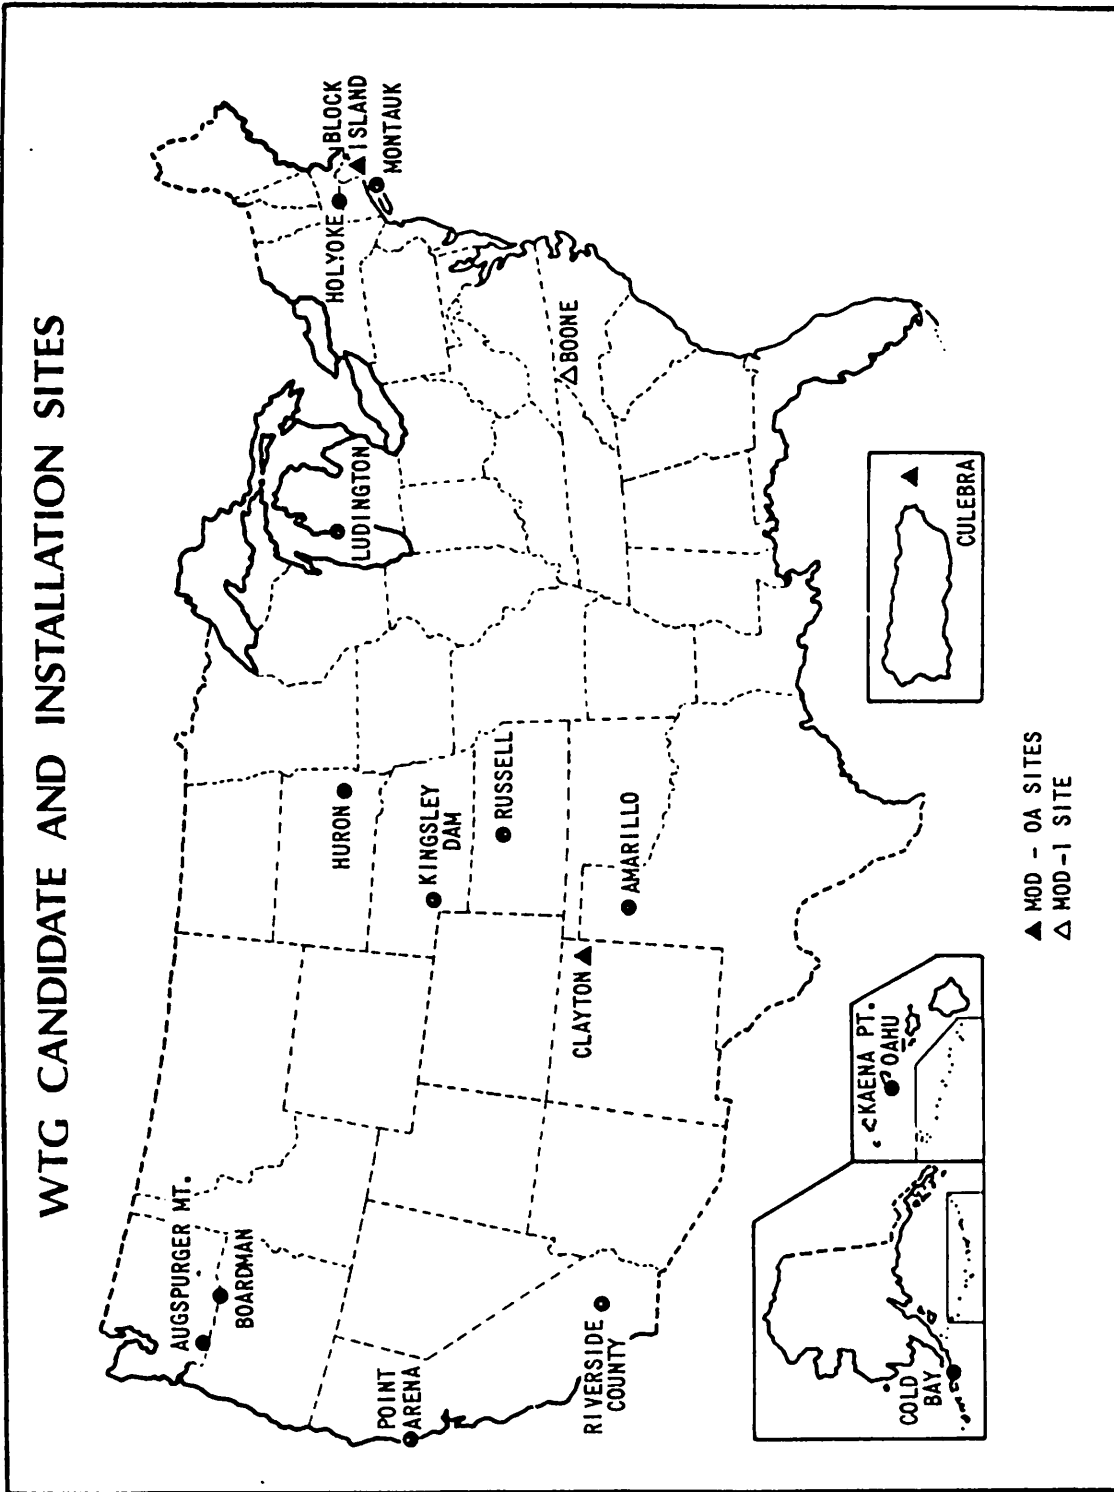 WTG CANDIDATE AND INSTALLATION SITES
AUGSPURGER MT.
BOARDMAN
POINT
ARENA
RIVERSIDE
COUNTY
HURON
KINGSLEY
DAM
RUSSELL
AMARILLO
CLAYTON
LUDINGTON
HOLYOKE
BLOCK
ISLAND
MONTAUK
BOONE
COLD
BAY
KAENA PT.
OAHU
CULEBRA
▲ MOD - OA SITES
△ MOD-1 SITE